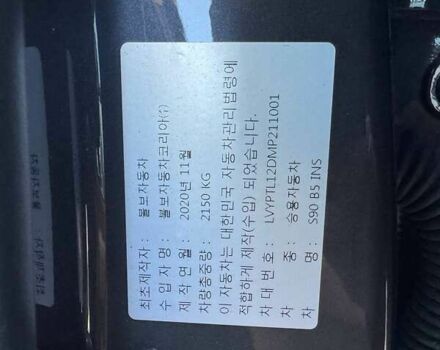 최초제작자 : 볼보자동차
수 입 자 명 : 볼보자동차코리아(주)
제 작 연 월 : 2020년 11월
차량총중량 : 2150 KG
이 자동차는 대한민국 자동차관리법령에
적합하게 제작(수입) 되었습니다.
차 대 번 호 : LVYPTL12DMP211001
차 종 : 승용자동차
차 명 : S90 B5 INS